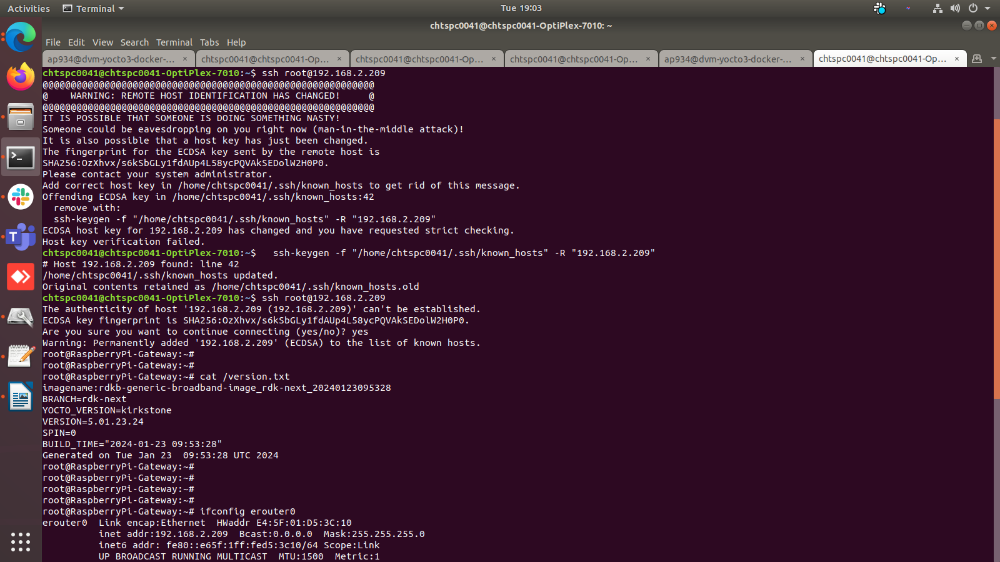 Activities Terminal Tue 19:03
chtspc0041@chtspc0041-OptiPlex-7010: ~
File Edit View Search Terminal Tabs Help
ap934@dvm-yocto3-docker-... × chtspc0041@chtspc0041-Op... × chtspc0041@chtspc0041-Op... × chtspc0041@chtspc0041-Op... × ap934@dvm-yocto3-docker-... × chtspc0041@chtspc0041-Op... ×
chtspc0041@chtspc0041-OptiPlex-7010:~$ ssh root@192.168.2.209
@@@@@@@@@@@@@@@@@@@@@@@@@@@@@@@@@@@@@@@@@@@@@@@@@@@@@@@@@@@
@    WARNING: REMOTE HOST IDENTIFICATION HAS CHANGED!     @
@@@@@@@@@@@@@@@@@@@@@@@@@@@@@@@@@@@@@@@@@@@@@@@@@@@@@@@@@@@
IT IS POSSIBLE THAT SOMEONE IS DOING SOMETHING NASTY!
Someone could be eavesdropping on you right now (man-in-the-middle attack)!
It is also possible that a host key has just been changed.
The fingerprint for the ECDSA key sent by the remote host is
SHA256:OzXhvx/s6kSbGLy1fdAUp4L58ycPQVAkSEDolW2H0P0.
Please contact your system administrator.
Add correct host key in /home/chtspc0041/.ssh/known_hosts to get rid of this message.
Offending ECDSA key in /home/chtspc0041/.ssh/known_hosts:42
  remove with:
  ssh-keygen -f "/home/chtspc0041/.ssh/known_hosts" -R "192.168.2.209"
ECDSA host key for 192.168.2.209 has changed and you have requested strict checking.
Host key verification failed.
chtspc0041@chtspc0041-OptiPlex-7010:~$   ssh-keygen -f "/home/chtspc0041/.ssh/known_hosts" -R "192.168.2.209"
# Host 192.168.2.209 found: line 42
/home/chtspc0041/.ssh/known_hosts updated.
Original contents retained as /home/chtspc0041/.ssh/known_hosts.old
chtspc0041@chtspc0041-OptiPlex-7010:~$ ssh root@192.168.2.209
The authenticity of host '192.168.2.209 (192.168.2.209)' can't be established.
ECDSA key fingerprint is SHA256:OzXhvx/s6kSbGLy1fdAUp4L58ycPQVAkSEDolW2H0P0.
Are you sure you want to continue connecting (yes/no)? yes
Warning: Permanently added '192.168.2.209' (ECDSA) to the list of known hosts.
root@RaspberryPi-Gateway:~#
root@RaspberryPi-Gateway:~#
root@RaspberryPi-Gateway:~# cat /version.txt
imagename:rdkb-generic-broadband-image_rdk-next_20240123095328
BRANCH=rdk-next
YOCTO_VERSION=kirkstone
VERSION=5.01.23.24
SPIN=0
BUILD_TIME="2024-01-23 09:53:28"
Generated on Tue Jan 23  09:53:28 UTC 2024
root@RaspberryPi-Gateway:~#
root@RaspberryPi-Gateway:~#
root@RaspberryPi-Gateway:~#
root@RaspberryPi-Gateway:~#
root@RaspberryPi-Gateway:~# ifconfig erouter0
erouter0  Link encap:Ethernet  HWaddr E4:5F:01:D5:3C:10
          inet addr:192.168.2.209  Bcast:0.0.0.0  Mask:255.255.255.0
          inet6 addr: fe80::e65f:1ff:fed5:3c10/64 Scope:Link
          UP BROADCAST RUNNING MULTICAST  MTU:1500  Metric:1